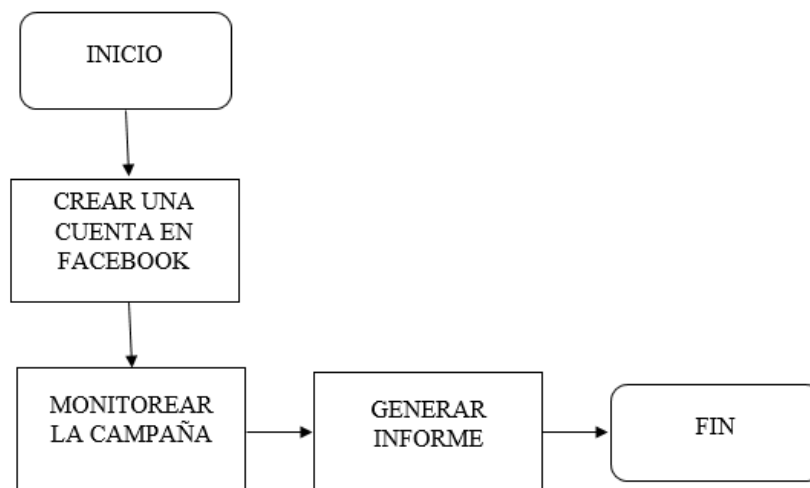 INICIO
CREAR UNA
CUENTA EN
FACEBOOK
MONITOREAR
LA CAMPAÑA
GENERAR
INFORME
FIN